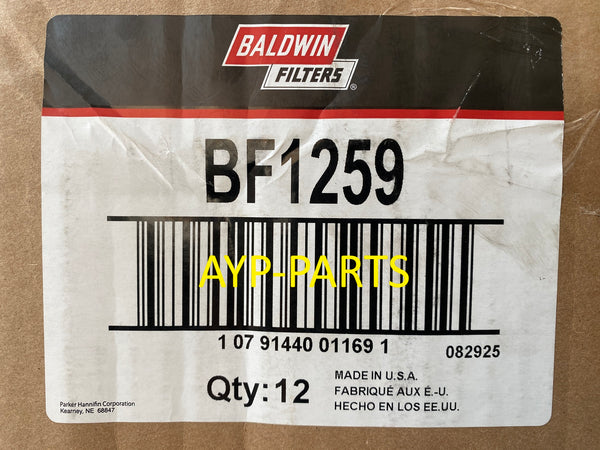 BALDWIN
FILTERS®
BF1259
AYP-PARTS
1 07 91440 01169 1
082925
Qty: 12
MADE IN U.S.A.
FABRIQUÉ AUX É.-U.
HECHO EN LOS EE.UU.
Parker Hannifin Corporation
Kearney, NE 68847